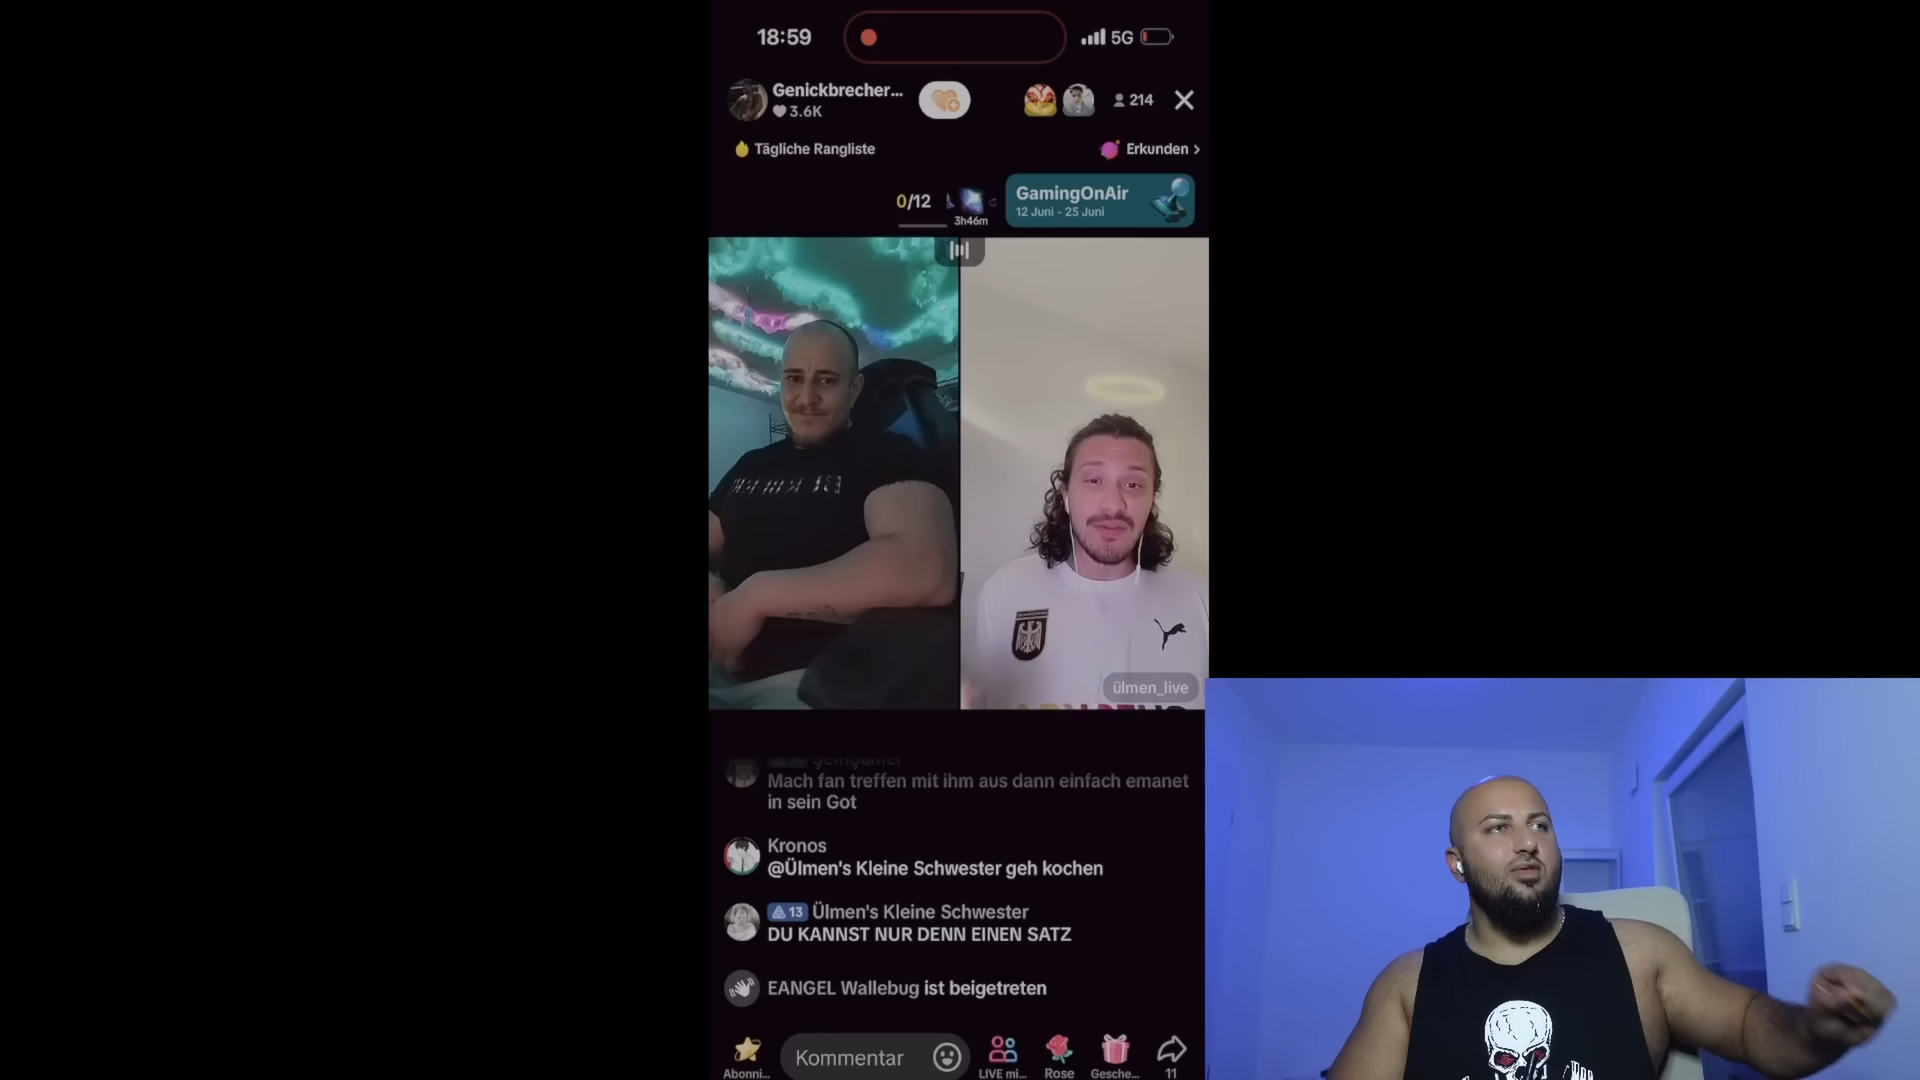 18:59
5G
Genickbrecher...
3.6K
214
Tägliche Rangliste
Erkunden >
0/12
3h46m
GamingOnAir
12 Juni - 25 Juni
ülmen_live
Mach fan treffen mit ihm aus dann einfach emanet
in sein Got
Kronos
@Ülmen's Kleine Schwester geh kochen
13 Ülmen's Kleine Schwester
DU KANNST NUR DENN EINEN SATZ
EANGEL Wallebug ist beigetreten
Kommentar
Abonni...
LIVE mi...
Rose
Gesche...
11